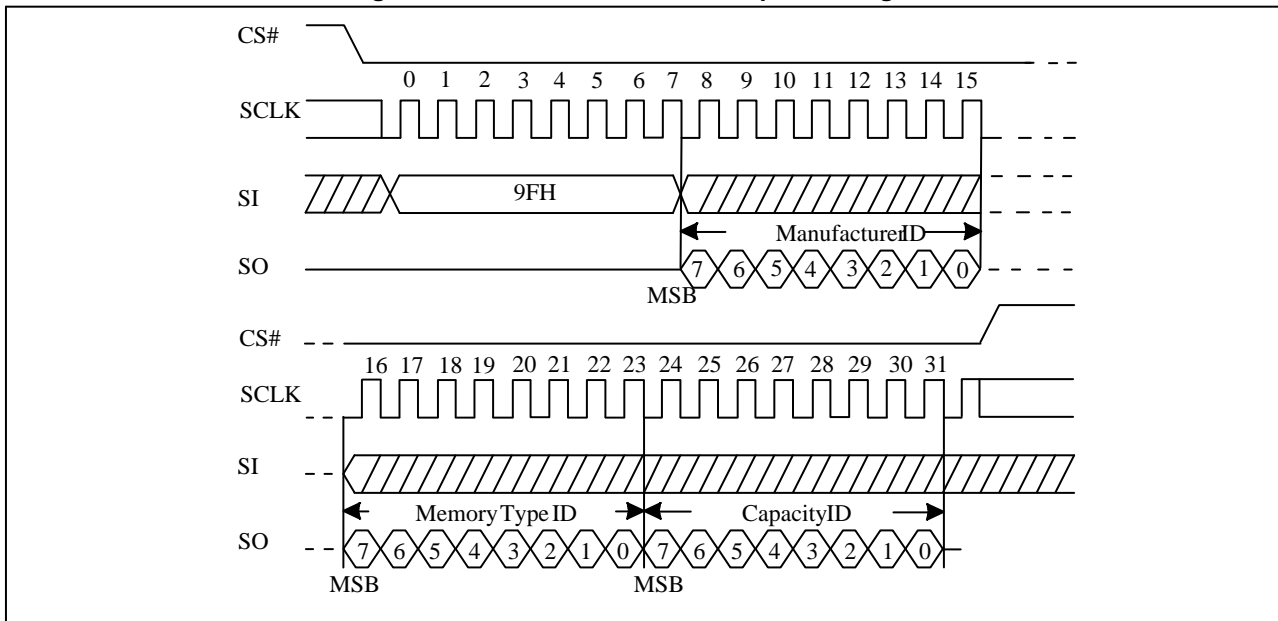 CS#
0 1 2 3 4 5 6 7 8 9 10 11 12 13 14 15
SCLK
SI 9FH
ManufacturerID
SO 7 6 5 4 3 2 1 0
MSB
CS#
16 17 18 19 20 21 22 23 24 25 26 27 28 29 30 31
SCLK
SI
Memory Type ID CapacityID
SO 7 6 5 4 3 2 1 0 7 6 5 4 3 2 1 0
MSB MSB